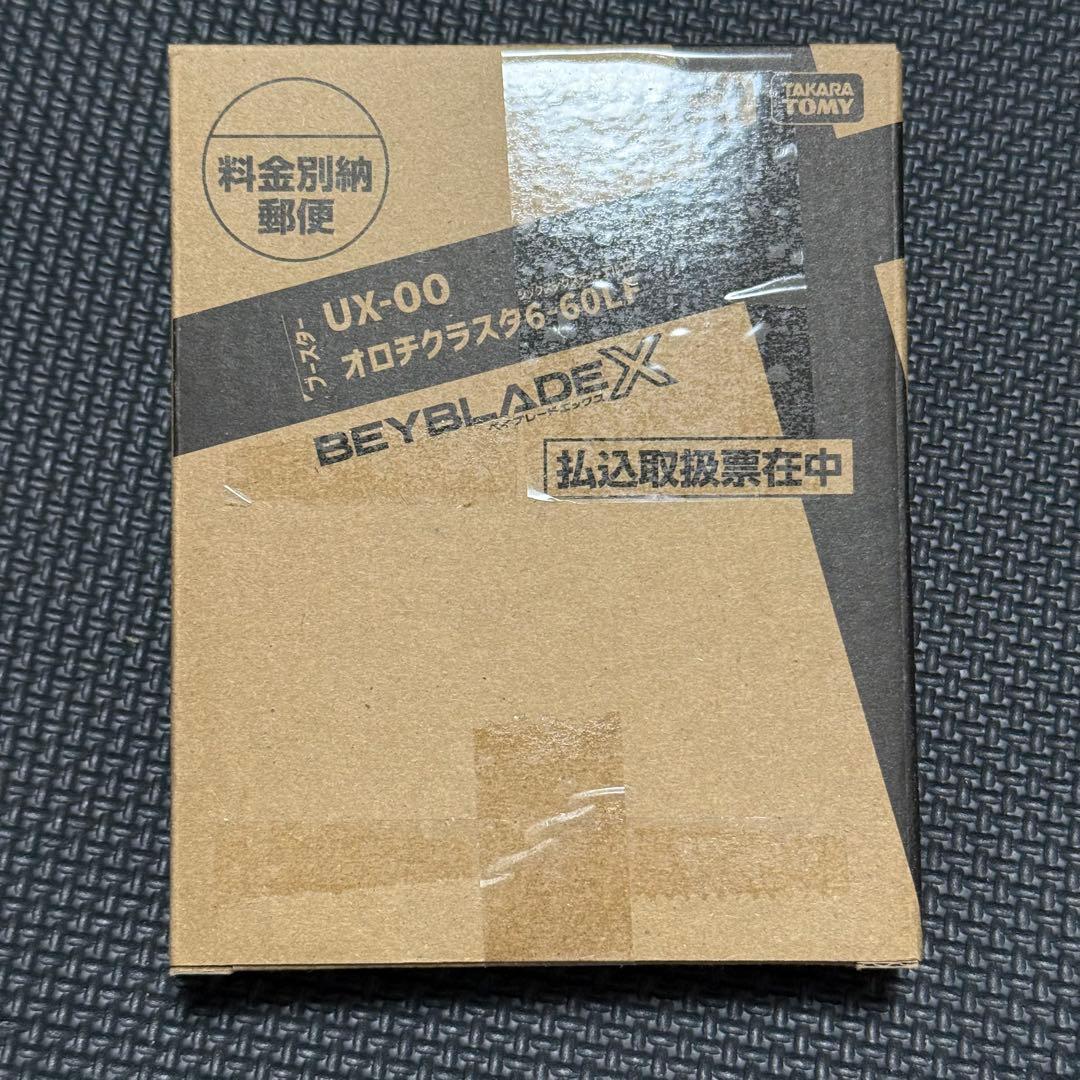 料金別納
郵便
TAKARA
TOMY
ブースター
UX-00
オロチクラスタ6-60LF
BEYBLADE X
ベイブレードエックス
払込取扱票在中